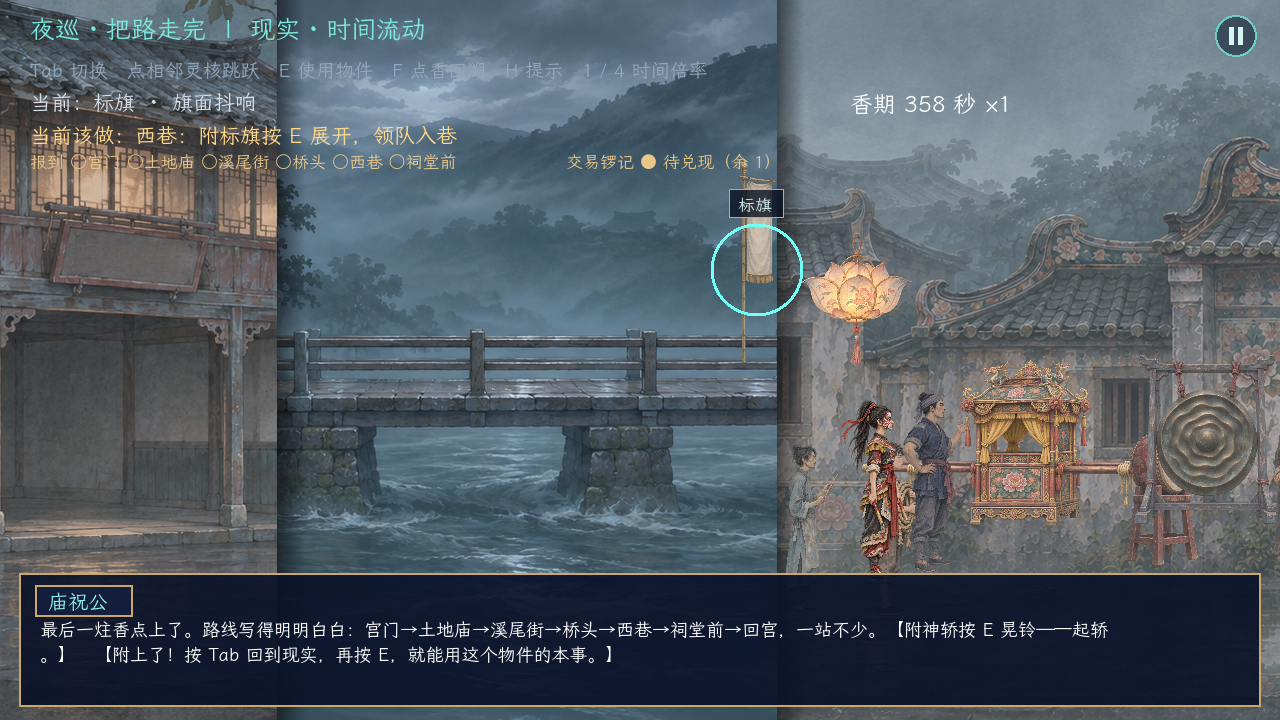 夜巡·把路走完 | 现实·时间流动
Tab 切换 点相邻灵核跳跃 E 使用物件 F 点香回溯 H 提示 1/4 时间倍率
当前：标旗 · 旗面抖响
香期 358 秒 ×1
当前该做：西巷：附标旗按 E 展开，领队入巷
报到 ○宫门 ○土地庙 ○溪尾街 ○桥头 ○西巷 ○祠堂前
交易锣记 ● 待兑现（余 1）
标旗
庙祝公
最后一炷香点上了。路线写得明明白白：宫门→土地庙→溪尾街→桥头→西巷→祠堂前→回宫，一站不少。【附神轿按 E 晃铃——起轿
。】 【附上了！按 Tab 回到现实，再按 E，就能用这个物件的本事。】